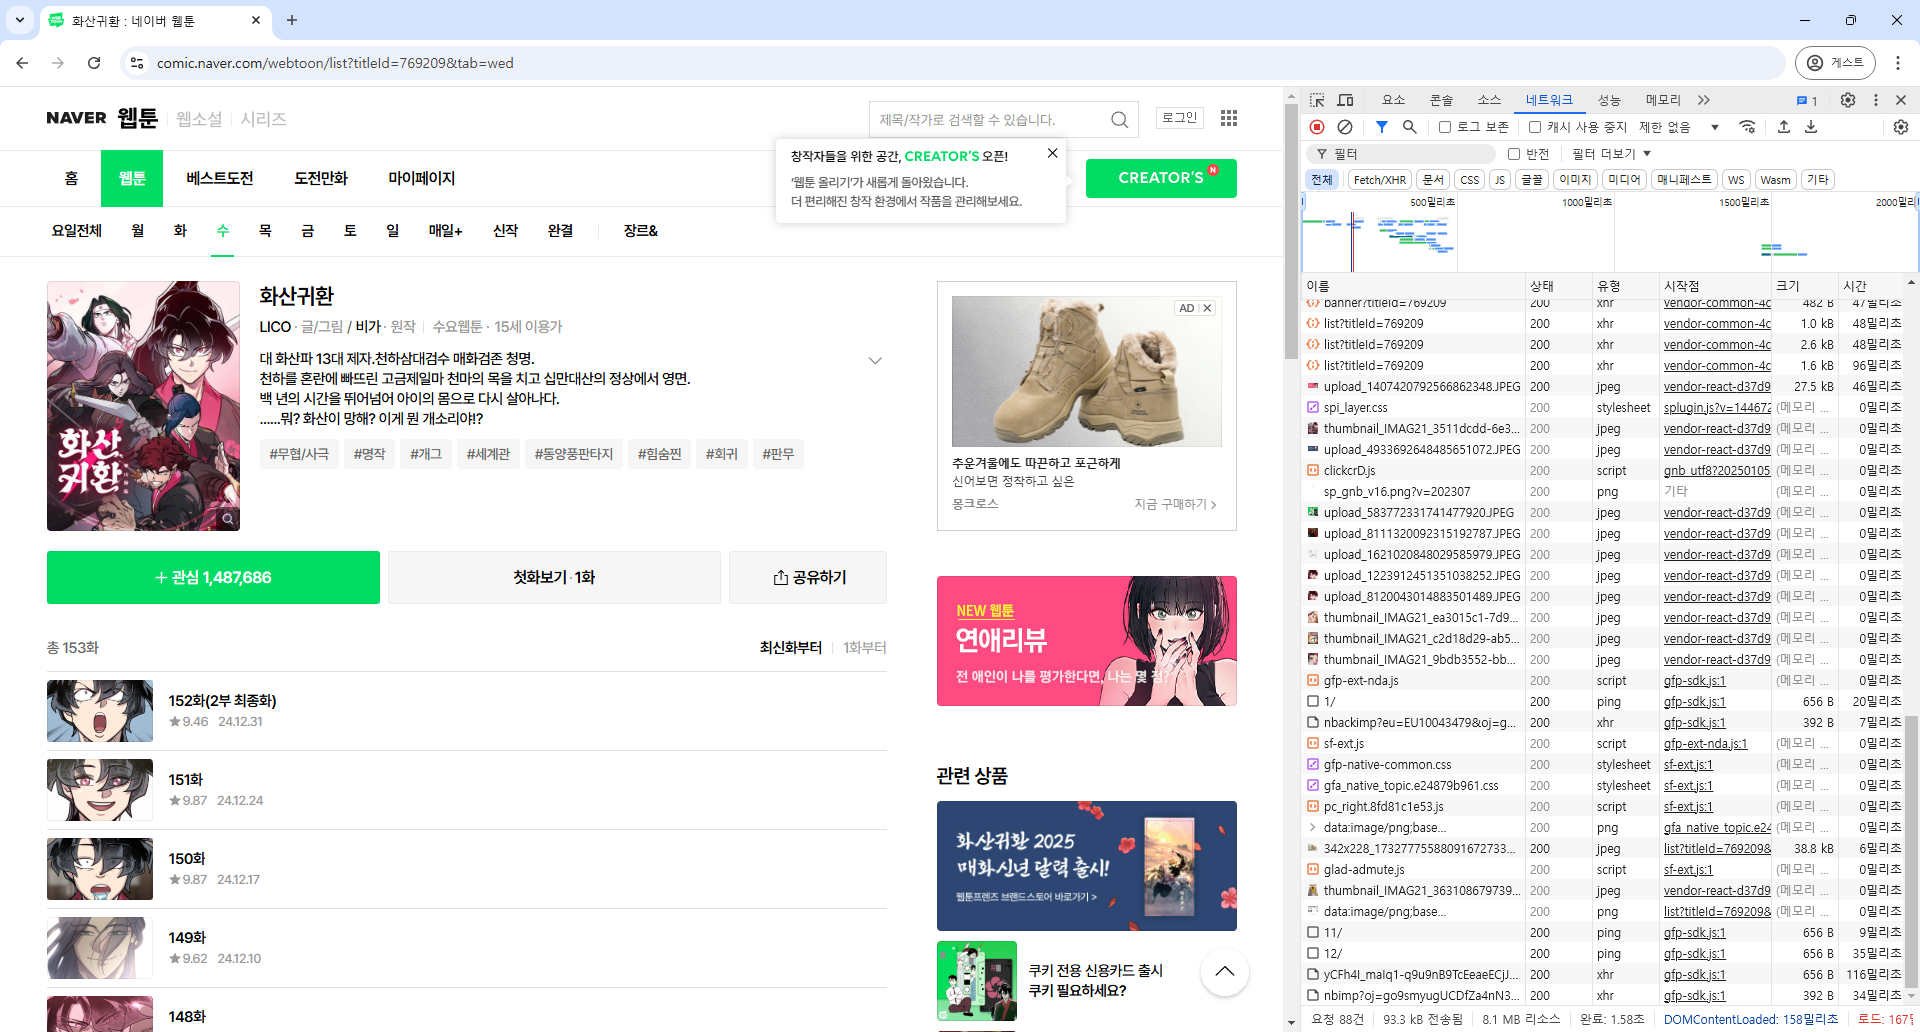 화산귀환 : 네이버 웹툰
comic.naver.com/webtoon/list?titleId=769209&tab=wed
게스트
NAVER 웹툰 웹소설 시리즈
제목/작가로 검색할 수 있습니다.
로그인
홈 웹툰 베스트도전 도전만화 마이페이지
창작자들을 위한 공간, CREATOR'S 오픈!
'웹툰 올리기'가 새롭게 돌아왔습니다.
더 편리해진 창작 환경에서 작품을 관리해보세요.
CREATOR'S N
요일전체 월 화 수 목 금 토 일 매일+ 신작 완결 장르&
화산귀환
화산귀환
LICO · 글/그림 / 비가 · 원작 수요웹툰 · 15세 이용가
대 화산파 13대 제자.천하삼대검수 매화검존 청명.
천하를 혼란에 빠뜨린 고금제일마 천마의 목을 치고 십만대산의 정상에서 영면.
백 년의 시간을 뛰어넘어 아이의 몸으로 다시 살아나다.
……뭐? 화산이 망해? 이게 뭔 개소리야!?
#무협/사극 #명작 #개그 #세계관 #동양풍판타지 #힘숨찐 #회귀 #판무
+ 관심 1,487,686
첫화보기 · 1화
공유하기
총 153화
최신화부터 1화부터
152화(2부 최종화)
★9.46 24.12.31
151화
★9.87 24.12.24
150화
★9.87 24.12.17
149화
★9.62 24.12.10
148화
AD
추운겨울에도 따끈하고 포근하게
신어보면 정착하고 싶은
몽크로스 지금 구매하기
NEW 웹툰
연애리뷰
전 애인이 나를 평가한다면, 나는 몇 점?
관련 상품
화산귀환 2025
매화신년 달력 출시!
웹툰프렌즈 브랜드스토어 바로가기 >
쿠키 전용 신용카드 출시
쿠키 필요하세요?
요소 콘솔 소스 네트워크 성능 메모리 1
로그 보존 캐시 사용 중지 제한 없음
필터 반전 필터 더보기
전체 Fetch/XHR 문서 CSS JS 글꼴 이미지 미디어 매니페스트 WS Wasm 기타
500밀리초 1000밀리초 1500밀리초 2000밀리
이름 상태 유형 시작점 크기 시간
banner?titleId=769209 200 xhr vendor-common-4c 482 B 47밀리초
list?titleId=769209 200 xhr vendor-common-4c 1.0 kB 48밀리초
list?titleId=769209 200 xhr vendor-common-4c 2.6 kB 48밀리초
list?titleId=769209 200 xhr vendor-common-4c 1.6 kB 96밀리초
upload_1407420792566862348.JPEG 200 jpeg vendor-react-d37d9 27.5 kB 46밀리초
spi_layer.css 200 stylesheet splugin.js?v=144672 (메모리 ... 0밀리초
thumbnail_IMAG21_3511dcdd-6e3... 200 jpeg vendor-react-d37d9 (메모리 ... 0밀리초
upload_4933692648485651072.JPEG 200 jpeg vendor-react-d37d9 (메모리 ... 0밀리초
clickcrD.js 200 script gnb_utf8?20250105 (메모리 ... 0밀리초
sp_gnb_v16.png?v=202307 200 png 기타 (메모리 ... 0밀리초
upload_583772331741477920.JPEG 200 jpeg vendor-react-d37d9 (메모리 ... 0밀리초
upload_8111320092315192787.JPEG 200 jpeg vendor-react-d37d9 (메모리 ... 0밀리초
upload_1621020848029585979.JPEG 200 jpeg vendor-react-d37d9 (메모리 ... 0밀리초
upload_1223912451351038252.JPEG 200 jpeg vendor-react-d37d9 (메모리 ... 0밀리초
upload_8120043014883501489.JPEG 200 jpeg vendor-react-d37d9 (메모리 ... 0밀리초
thumbnail_IMAG21_ea3015c1-7d9... 200 jpeg vendor-react-d37d9 (메모리 ... 0밀리초
thumbnail_IMAG21_c2d18d29-ab5... 200 jpeg vendor-react-d37d9 (메모리 ... 0밀리초
thumbnail_IMAG21_9bdb3552-bb... 200 jpeg vendor-react-d37d9 (메모리 ... 0밀리초
gfp-ext-nda.js 200 script gfp-sdk.js:1 (메모리 ... 0밀리초
1/ 200 ping gfp-sdk.js:1 656 B 20밀리초
nbackimp?eu=EU10043479&oj=g... 200 xhr gfp-sdk.js:1 392 B 7밀리초
sf-ext.js 200 script gfp-ext-nda.js:1 (메모리 ... 0밀리초
gfp-native-common.css 200 stylesheet sf-ext.js:1 (메모리 ... 0밀리초
gfa_native_topic.e24879b961.css 200 stylesheet sf-ext.js:1 (메모리 ... 0밀리초
pc_right.8fd81c1e53.js 200 script sf-ext.js:1 (메모리 ... 0밀리초
data:image/png;base... 200 png gfa_native_topic.e24 (메모리 ... 0밀리초
342x228_17327775588091672733... 200 jpeg list?titleId=769209& 38.8 kB 6밀리초
glad-admute.js 200 script sf-ext.js:1 (메모리 ... 0밀리초
thumbnail_IMAG21_363108679739... 200 jpeg vendor-react-d37d9 (메모리 ... 0밀리초
data:image/png;base... 200 png list?titleId=769209& (메모리 ... 0밀리초
11/ 200 ping gfp-sdk.js:1 656 B 9밀리초
12/ 200 ping gfp-sdk.js:1 656 B 35밀리초
yCFh4I_maIq1-q9u9nB9TcEeaeECjJ... 200 xhr gfp-sdk.js:1 656 B 116밀리초
nbimp?oj=go9smyugUCDfZa4nN3... 200 xhr gfp-sdk.js:1 392 B 34밀리초
요청 88건 93.3 kB 전송됨 8.1 MB 리소스 완료: 1.58초 DOMContentLoaded: 158밀리초 로드: 167밀